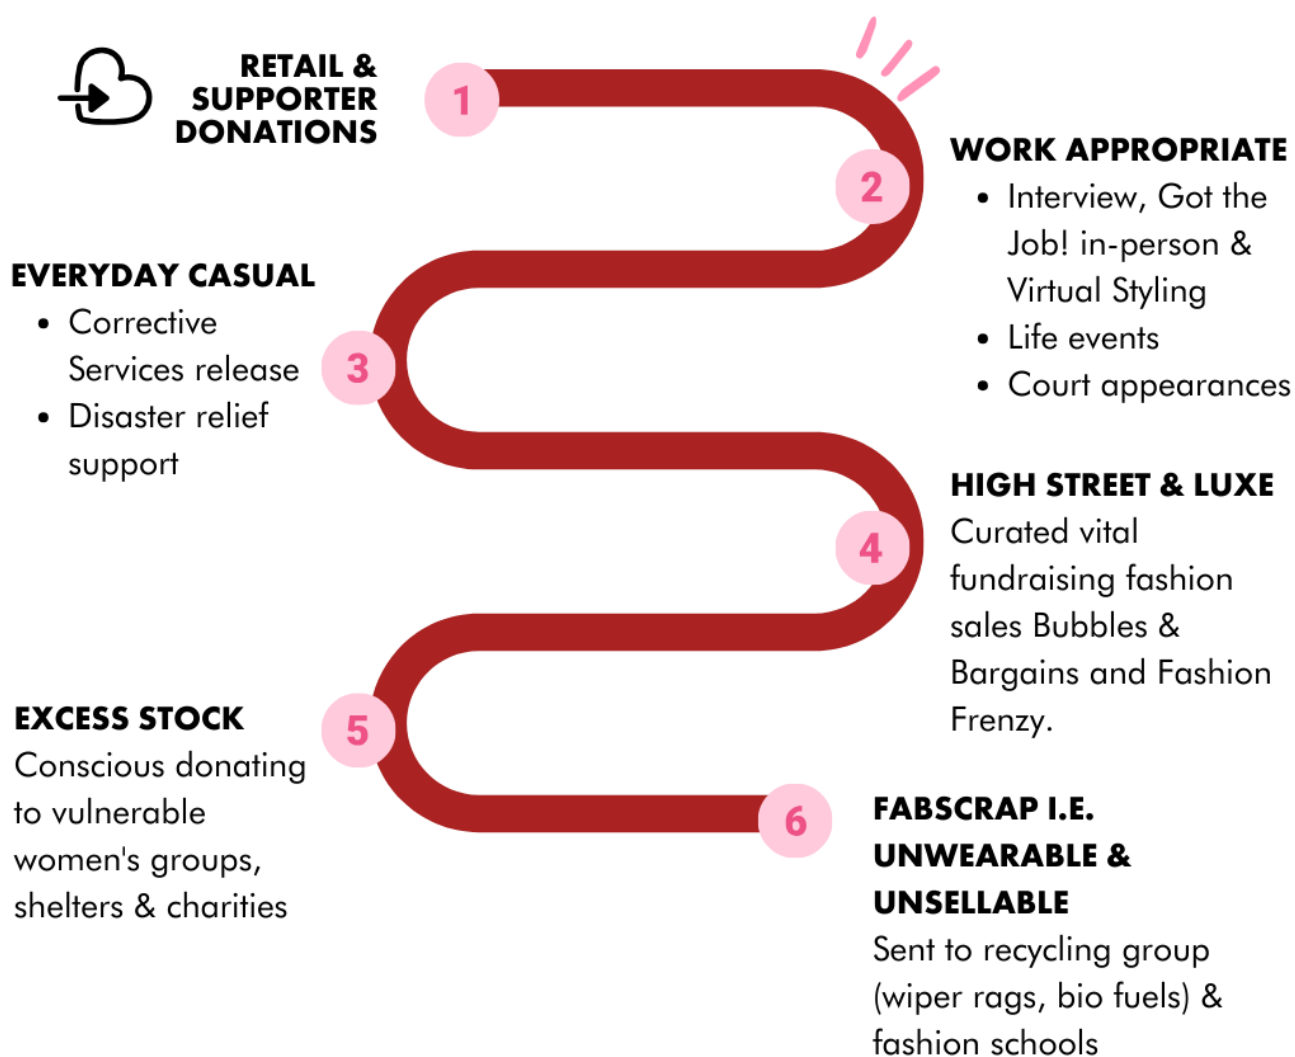 RETAIL &
SUPPORTER
DONATIONS
1
2
WORK APPROPRIATE
• Interview, Got the
Job! in-person &
Virtual Styling
• Life events
• Court appearances
EVERYDAY CASUAL
• Corrective
Services release
• Disaster relief
support
3
4
HIGH STREET & LUXE
Curated vital
fundraising fashion
sales Bubbles &
Bargains and Fashion
Frenzy.
EXCESS STOCK
Conscious donating
to vulnerable
women's groups,
shelters & charities
5
6
FABSCRAP I.E.
UNWEARABLE &
UNSELLABLE
Sent to recycling group
(wiper rags, bio fuels) &
fashion schools